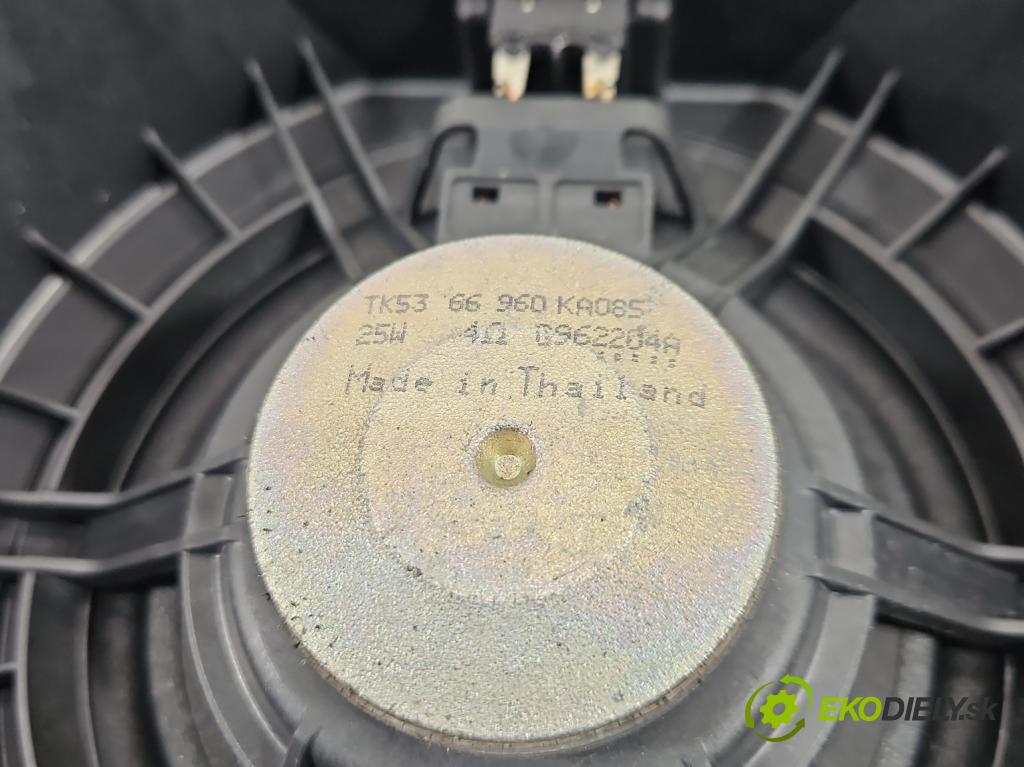 TK53 66 960 KA085
25W 4Ω 0962204A
Made in Thailand
EKODIELY.sk